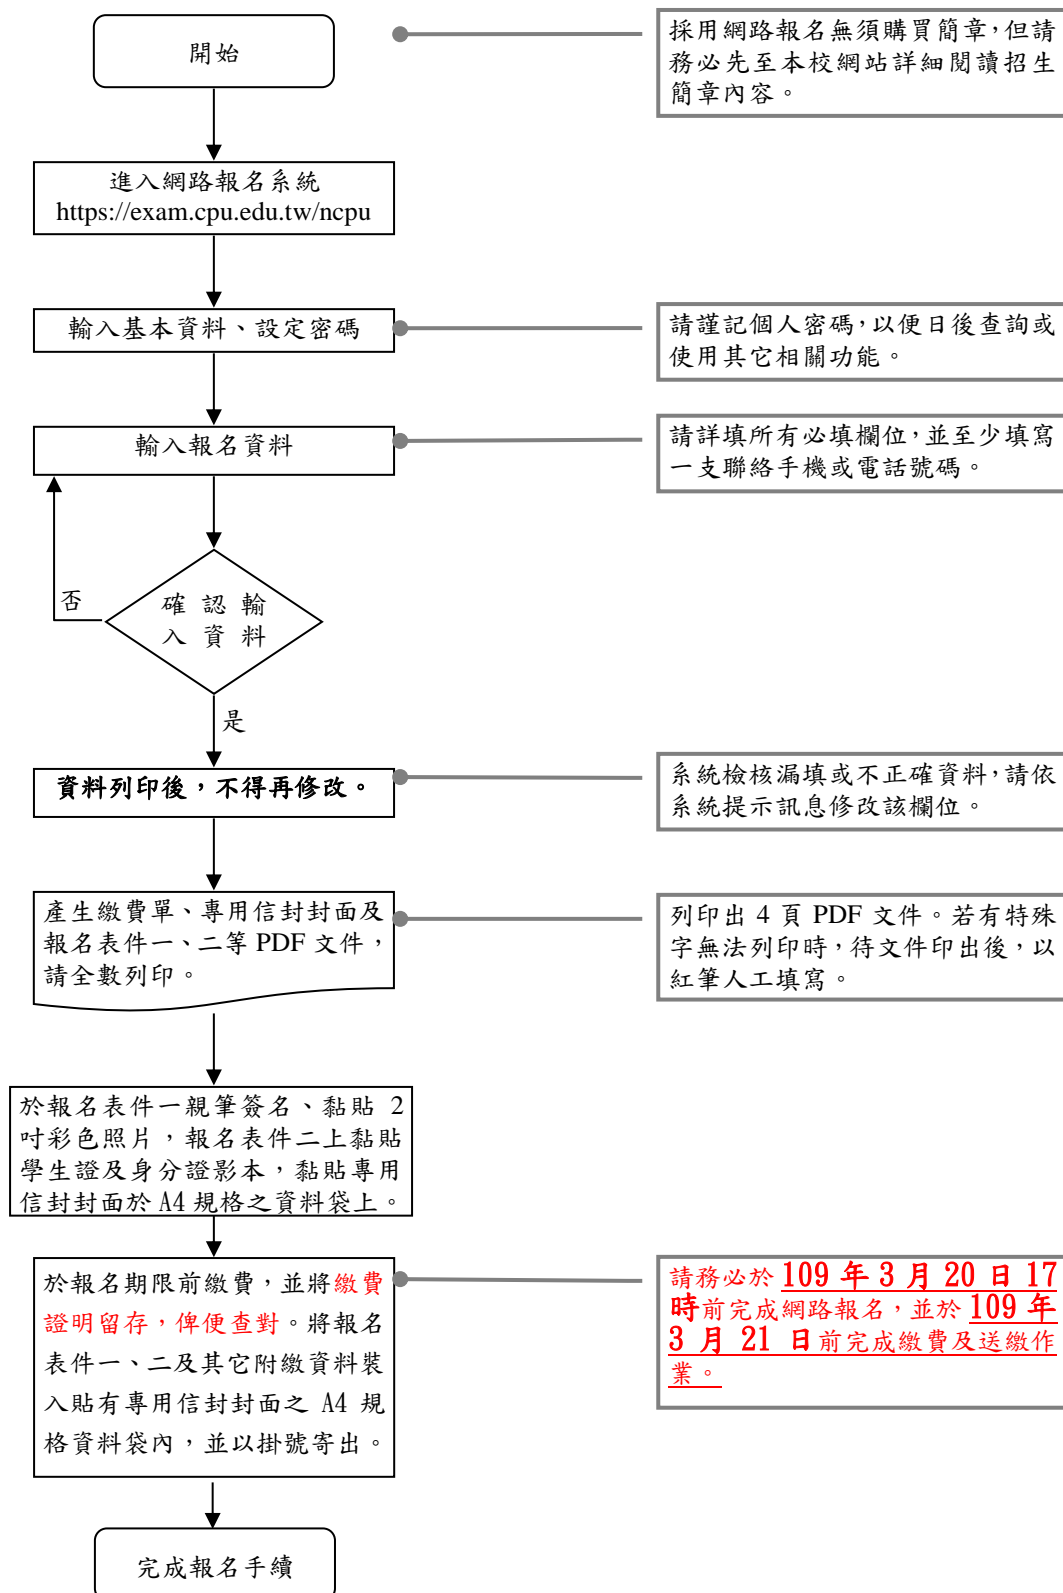 開始
採用網路報名無須購買簡章，但請
務必先至本校網站詳細閱讀招生
簡章內容。
進入網路報名系統
https://exam.cpu.edu.tw/ncpu
輸入基本資料、設定密碼
請謹記個人密碼，以便日後查詢或
使用其它相關功能。
輸入報名資料
請詳填所有必填欄位，並至少填寫
一支聯絡手機或電話號碼。
否
確認輸
入資料
是
資料列印後，不得再修改。
系統檢核漏填或不正確資料，請依
系統提示訊息修改該欄位。
產生繳費單、專用信封封面及
報名表件一、二等 PDF 文件，
請全數列印。
列印出 4 頁 PDF 文件。若有特殊
字無法列印時，待文件印出後，以
紅筆人工填寫。
於報名表件一親筆簽名、黏貼 2
吋彩色照片，報名表件二上黏貼
學生證及身分證影本，黏貼專用
信封封面於 A4 規格之資料袋上。
於報名期限前繳費，並將繳費
證明留存，俾便查對。將報名
表件一、二及其它附繳資料裝
入貼有專用信封封面之 A4 規
格資料袋內，並以掛號寄出。
請務必於 109 年 3 月 20 日 17
時前完成網路報名，並於 109 年
3 月 21 日前完成繳費及送繳作
業。
完成報名手續